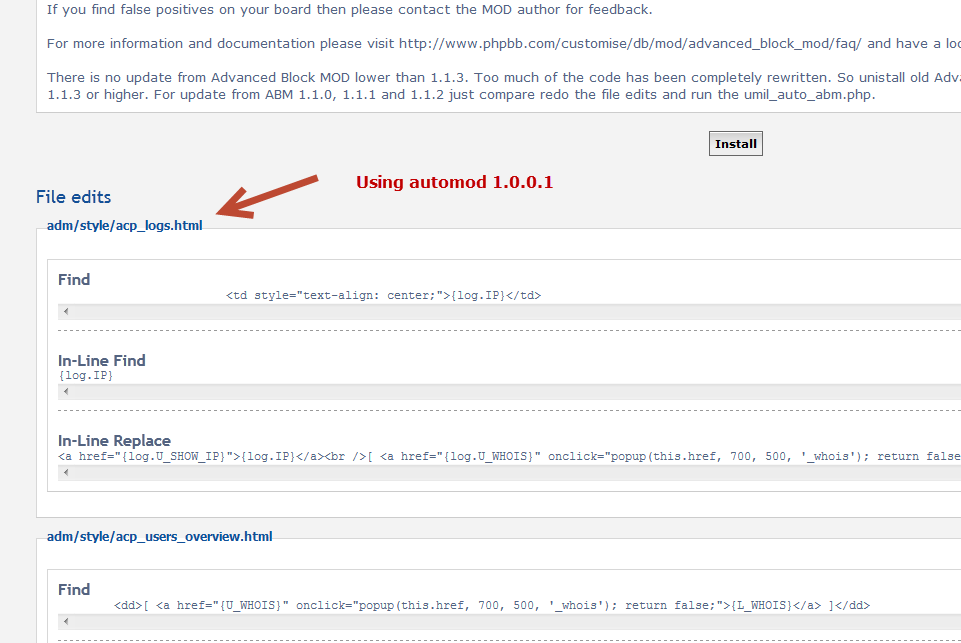 If you find false positives on your board then please contact the MOD author for feedback.
For more information and documentation please visit http://www.phpbb.com/customise/db/mod/advanced_block_mod/faq/ and have a loo
There is no update from Advanced Block MOD lower than 1.1.3. Too much of the code has been completely rewritten. So unistall old Adva
1.1.3 or higher. For update from ABM 1.1.0, 1.1.1 and 1.1.2 just compare redo the file edits and run the umil_auto_abm.php.
Install
Using automod 1.0.0.1
File edits
adm/style/acp_logs.html
Find
<td style="text-align: center;">{log.IP}</td>
In-Line Find
{log.IP}
In-Line Replace
<a href="{log.U_SHOW_IP}">{log.IP}</a><br />[ <a href="{log.U_WHOIS}" onclick="popup(this.href, 700, 500, '_whois'); return false
adm/style/acp_users_overview.html
Find
<dd>[ <a href="{U_WHOIS}" onclick="popup(this.href, 700, 500, '_whois'); return false;">{L_WHOIS}</a> ]</dd>